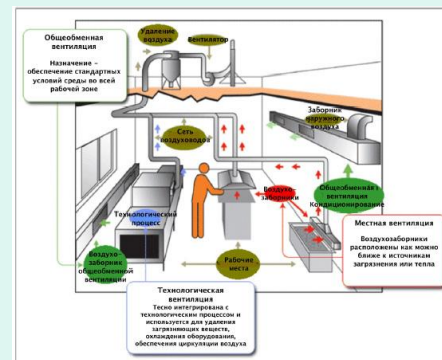 Общеобменная
вентиляция
Назначение –
обеспечение стандартных
условий среды во всей
рабочей зоне
Удаление
воздуха
Вентилятор
Заборник
наружного
воздуха
Сеть
воздуховодов
Технологический
процесс
Воздухо-
заборники
Общеобменная
вентиляция
Кондиционирование
Воздухо-
заборник
общеобменной
вентиляции
Рабочие
места
Местная вентиляция
Воздухозаборники
расположены как можно
ближе к источникам
загрязнения или тепла
Технологическая
вентиляция
Тесно интегрирована с
технологическим процессом и
используется для удаления
загрязняющих веществ,
охлаждения оборудования,
обеспечения циркуляции воздуха